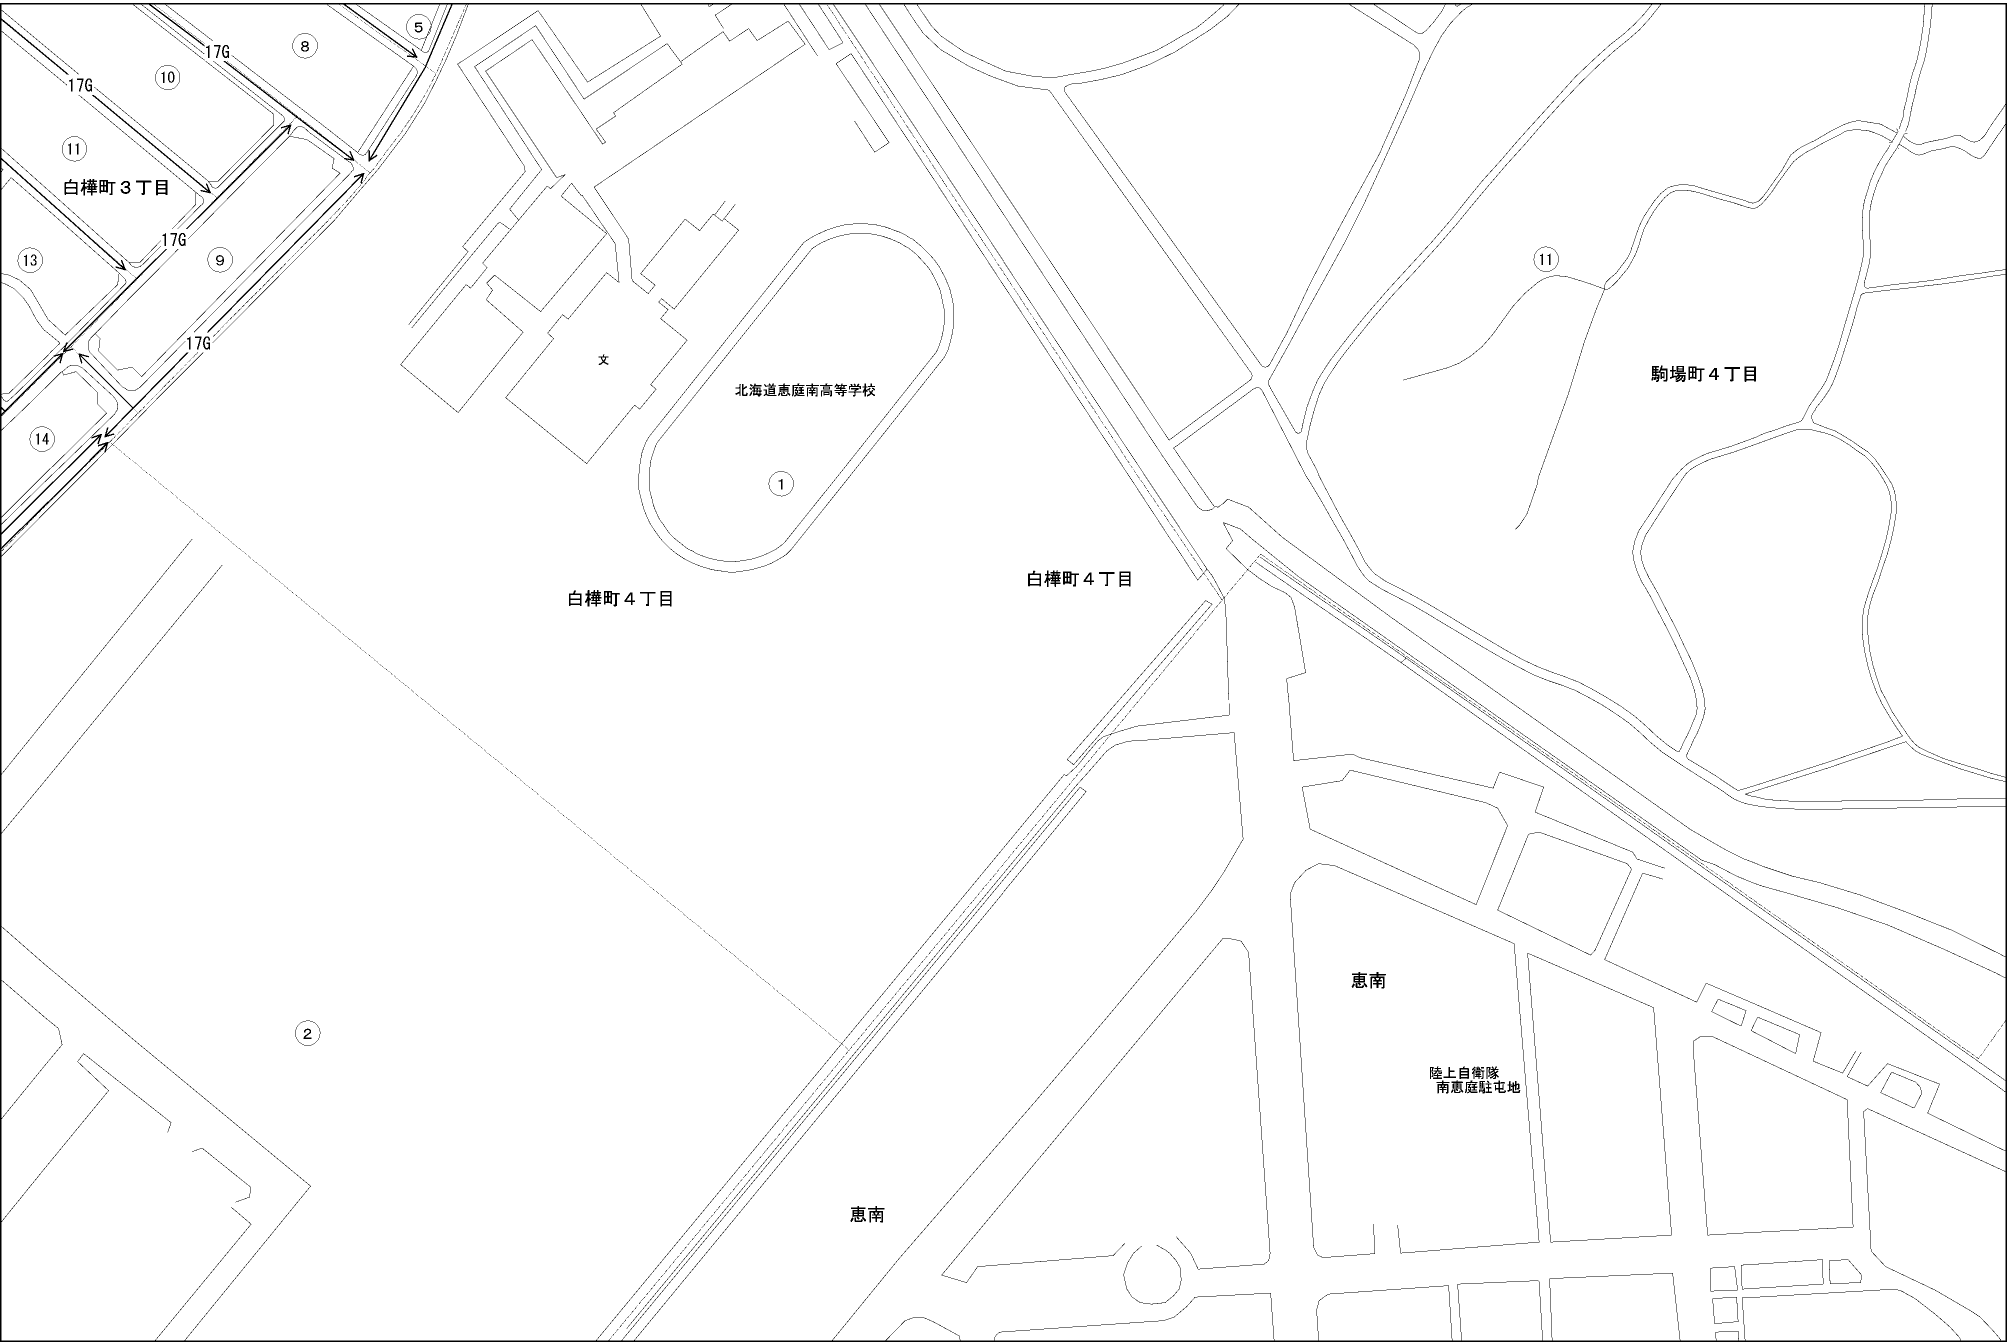 5
8
17G
10
17G
11
白樺町３丁目
17G
13
9
11
17G
文
駒場町４丁目
北海道恵庭南高等学校
14
1
白樺町４丁目
白樺町４丁目
恵南
2
陸上自衛隊
南恵庭駐屯地
恵南